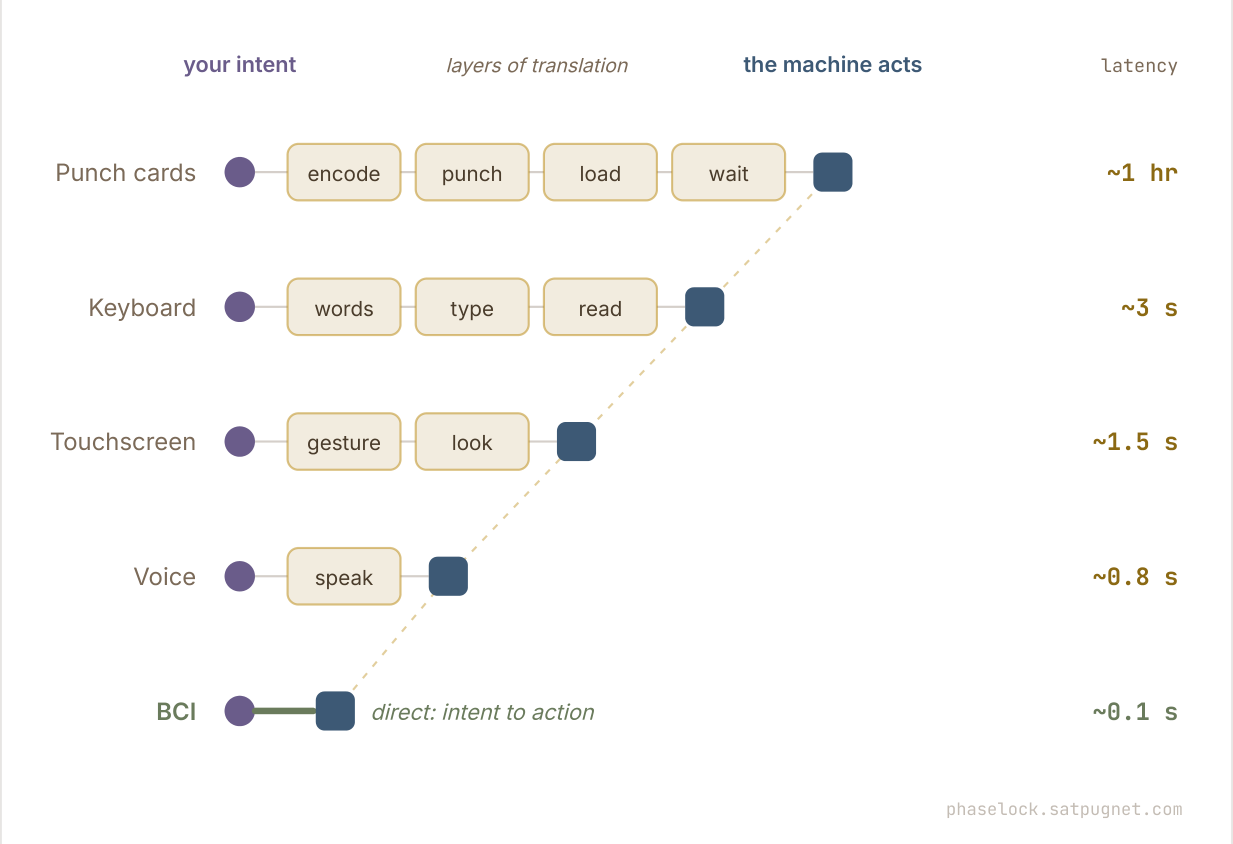 your intent layers of translation the machine acts latency
Punch cards encode punch load wait ~1 hr
Keyboard words type read ~3 s
Touchscreen gesture look ~1.5 s
Voice speak ~0.8 s
BCI direct: intent to action ~0.1 s
phaselock.satpugnet.com